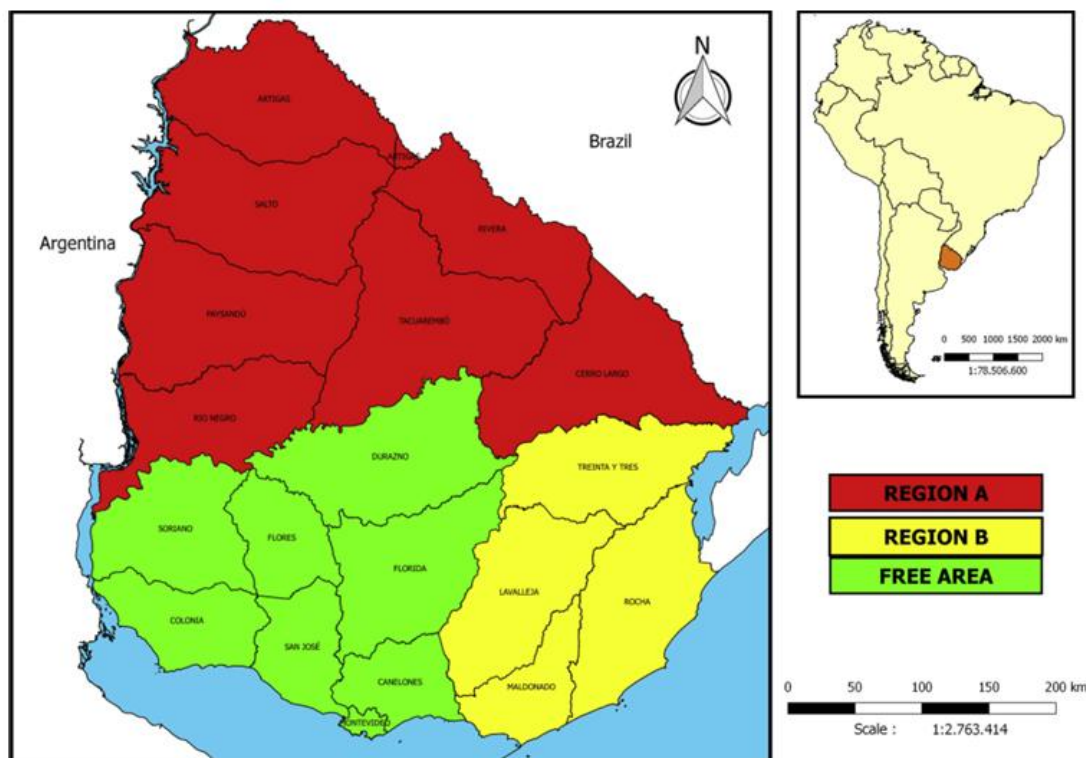 N
Brazil
Argentina
ARTIGAS
ARTIGAS
SALTO
RIVERA
PAYSANDÚ
TACUAREMBÓ
CERRO LARGO
RIO NEGRO
DURAZNO
TREINTA Y TRES
SORIANO
FLORES
FLORIDA
LAVALLEJA
ROCHA
COLONIA
SAN JOSÉ
CANELONES
MALDONADO
MONTEVIDEO
0 500 1000 1500 2000 km
1:78.506.600
REGION A
REGION B
FREE AREA
0 50 100 150 200 km
Scale : 1:2.763.414